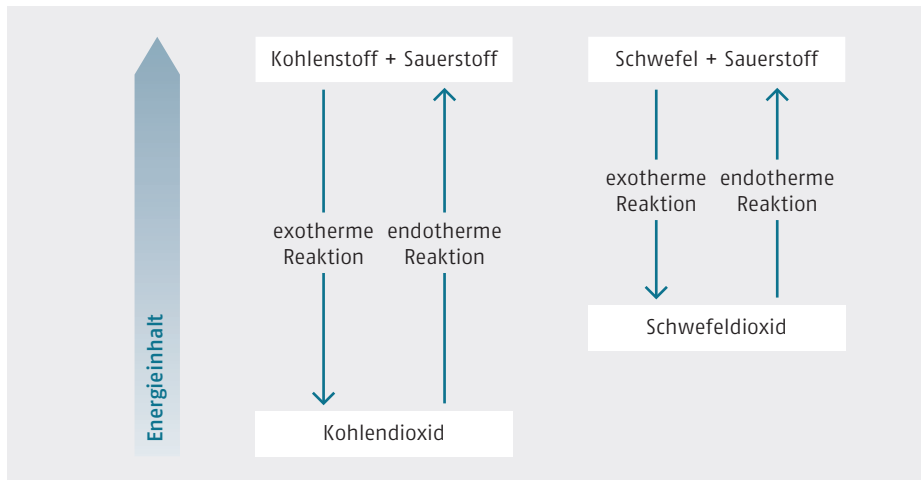 Energieinhalt
Kohlenstoff + Sauerstoff
exotherme
Reaktion
endotherme
Reaktion
Kohlendioxid
Schwefel + Sauerstoff
exotherme
Reaktion
endotherme
Reaktion
Schwefeldioxid